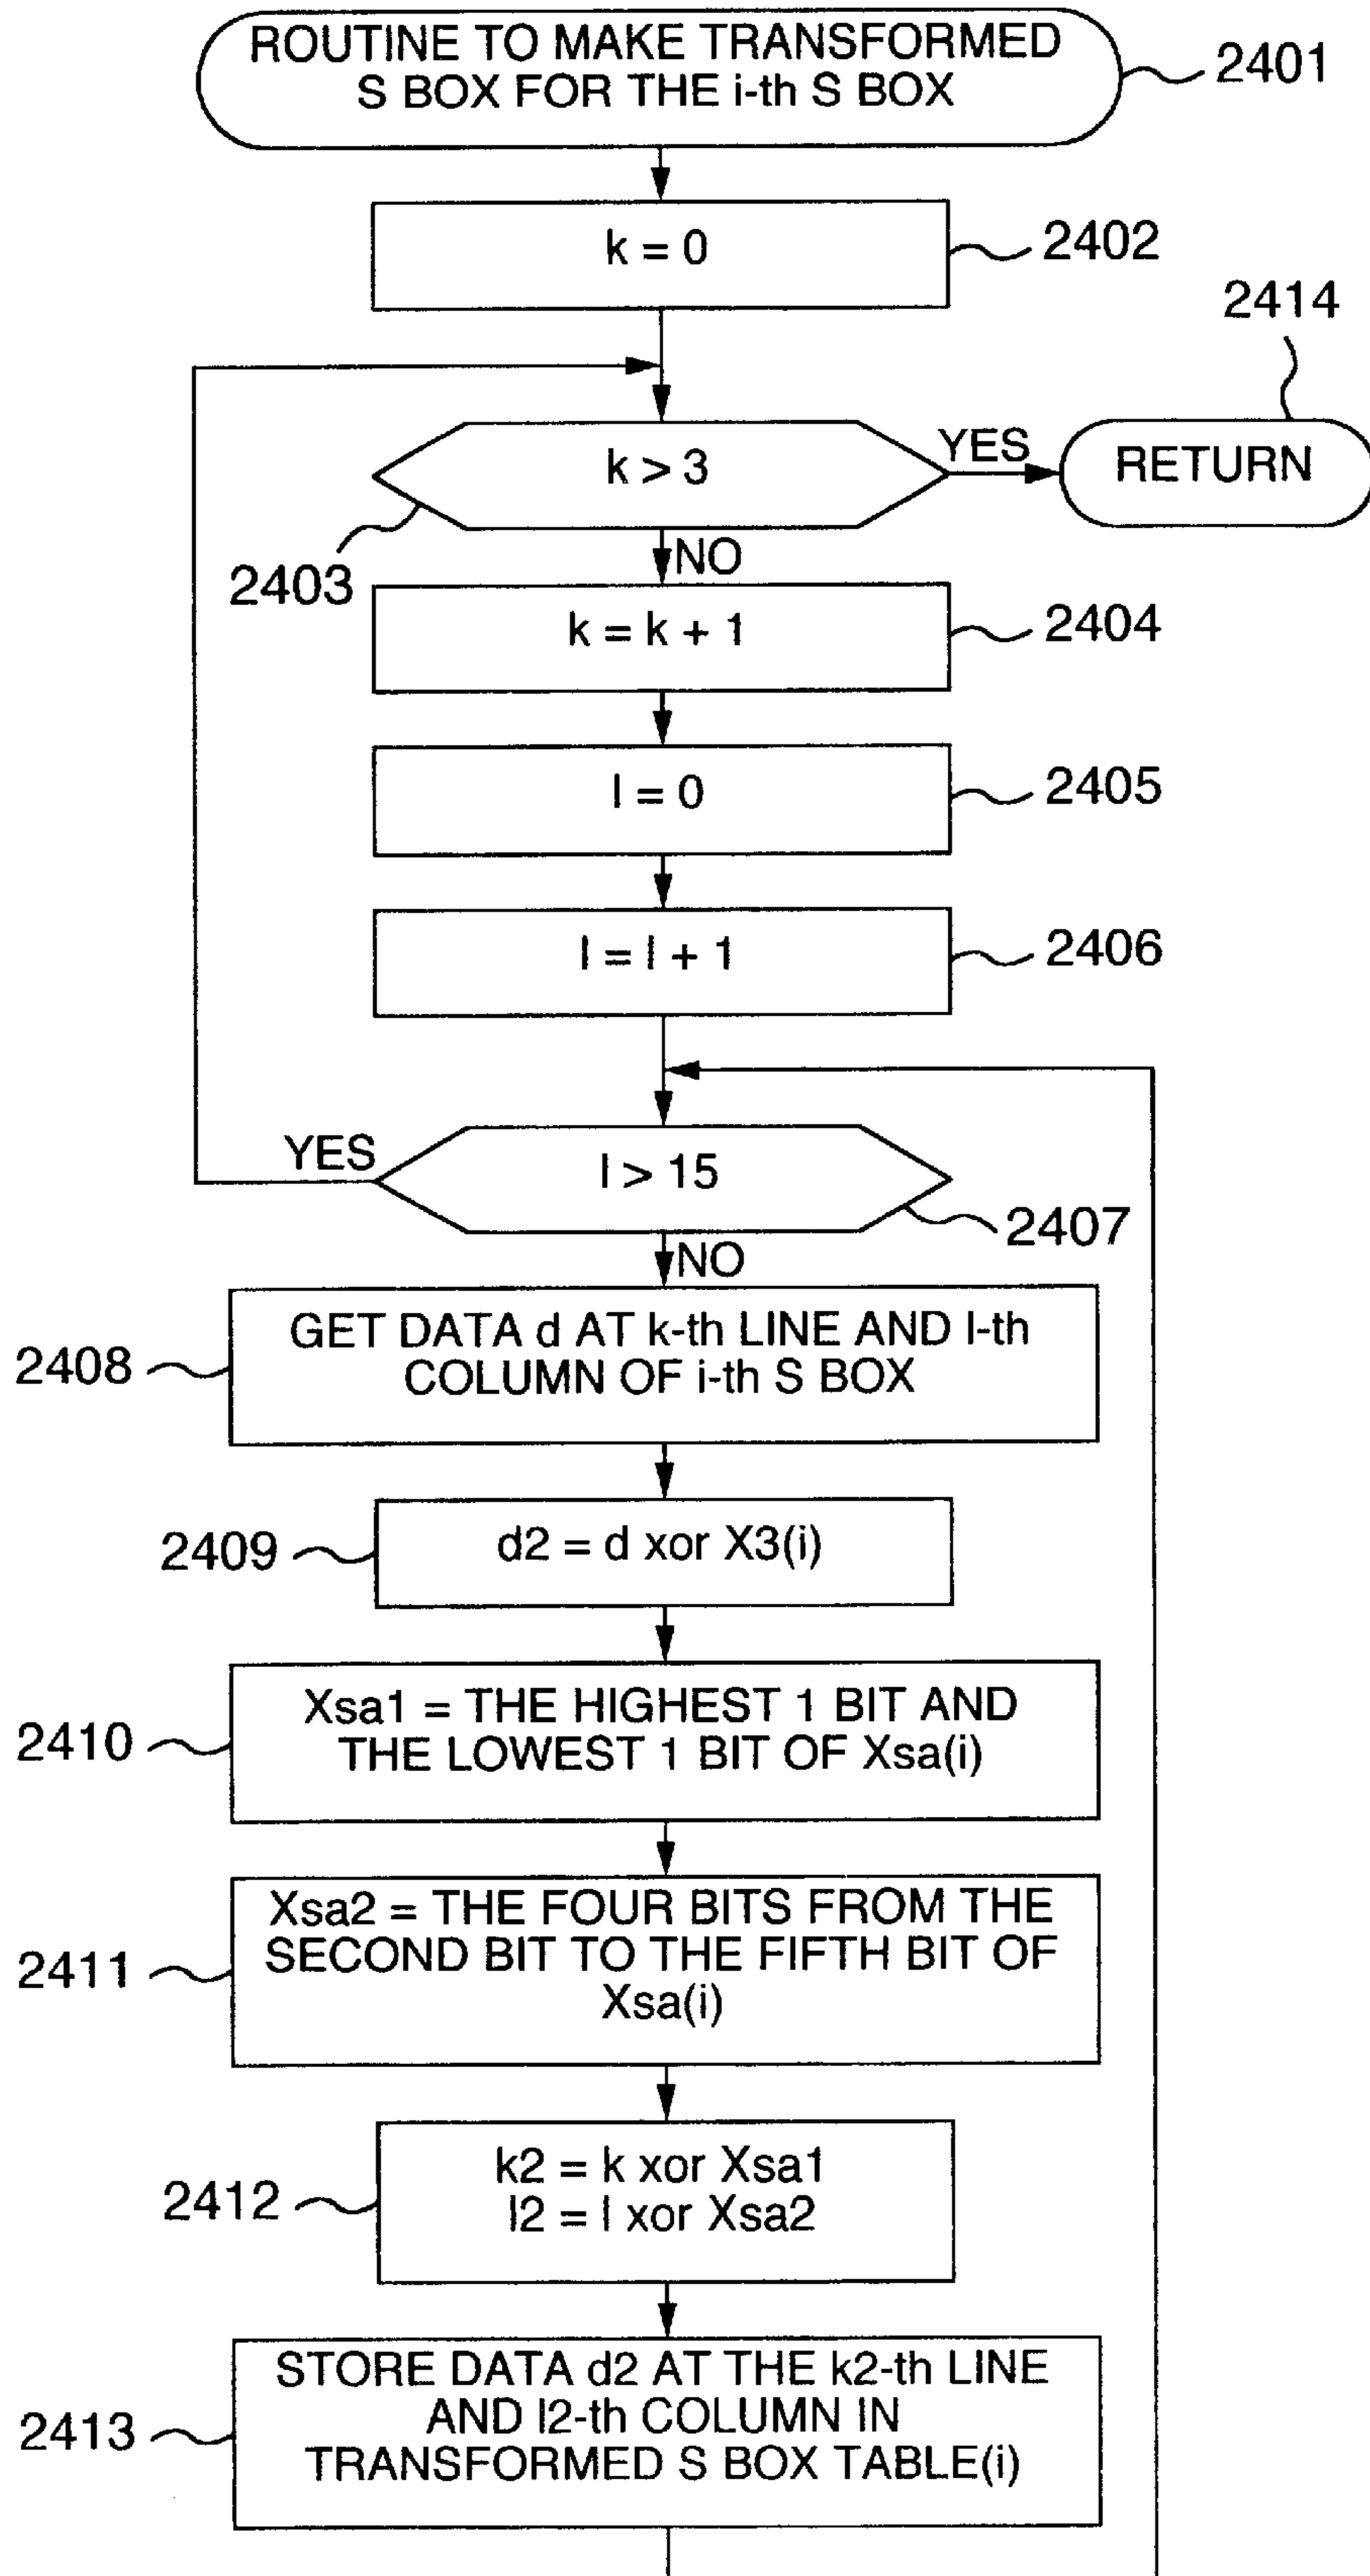 ROUTINE TO MAKE TRANSFORMED
S BOX FOR THE i-th S BOX
2401
k = 0
2402
2414
k > 3
YES
RETURN
2403
NO
k = k + 1
2404
l = 0
2405
l = l + 1
2406
YES
l > 15
2407
NO
2408
GET DATA d AT k-th LINE AND l-th
COLUMN OF i-th S BOX
2409
d2 = d xor X3(i)
2410
Xsa1 = THE HIGHEST 1 BIT AND
THE LOWEST 1 BIT OF Xsa(i)
2411
Xsa2 = THE FOUR BITS FROM THE
SECOND BIT TO THE FIFTH BIT OF
Xsa(i)
2412
k2 = k xor Xsa1
l2 = l xor Xsa2
2413
STORE DATA d2 AT THE k2-th LINE
AND l2-th COLUMN IN
TRANSFORMED S BOX TABLE(i)